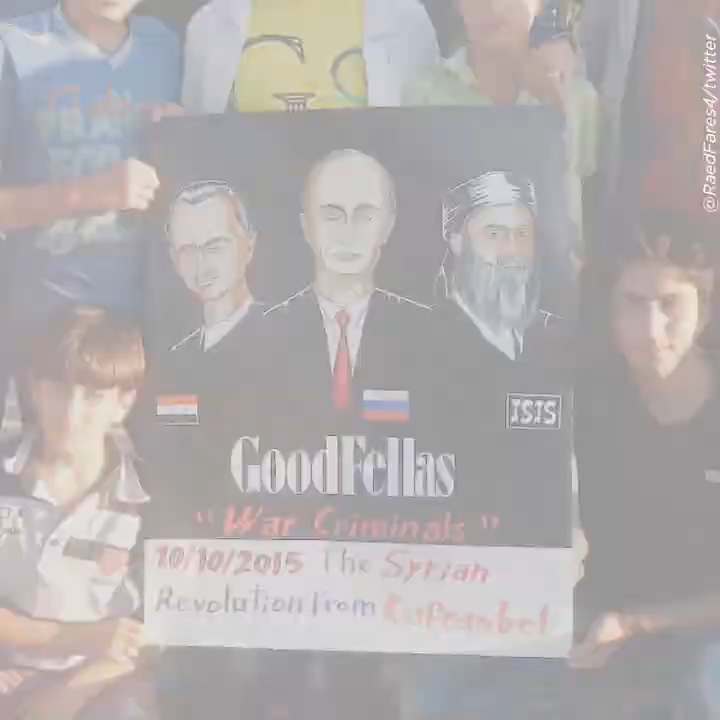 @RaedFares4/twitter
ISIS
GoodFellas
"War Criminals"
10/10/2015 The Syrian
Revolution From Kafranbel